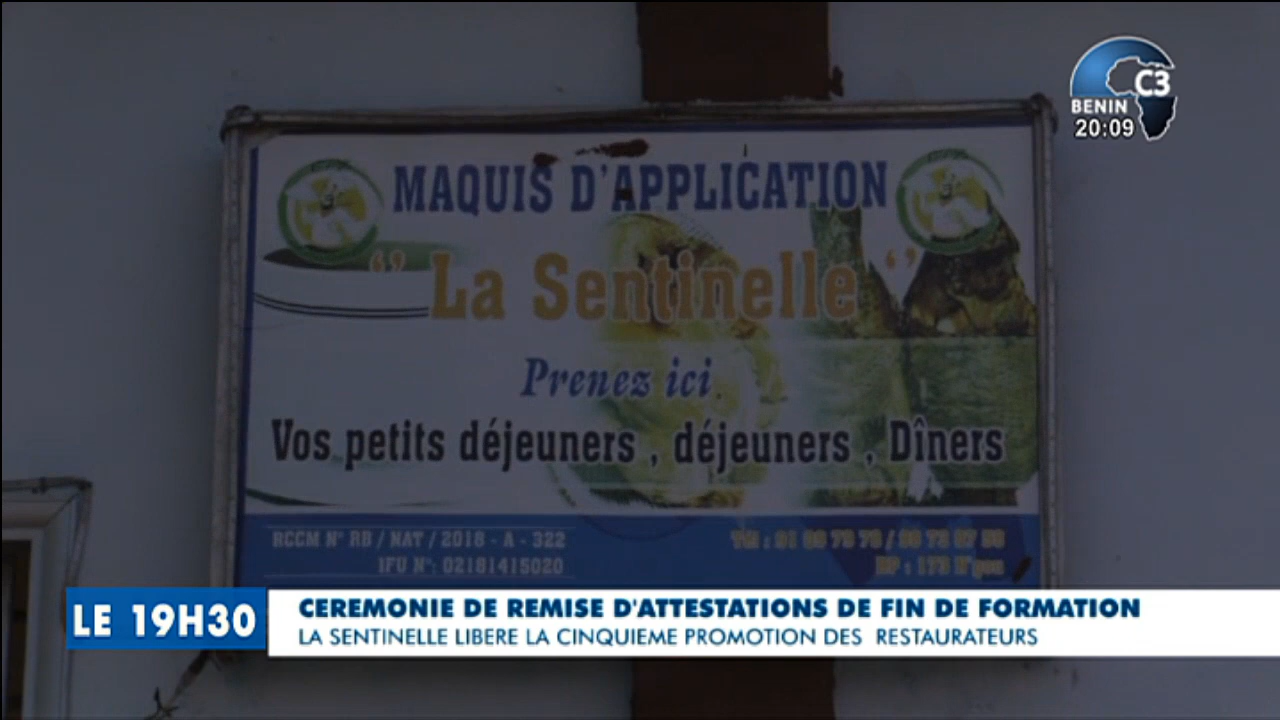 C3
BENIN
20:09
MAQUIS D'APPLICATION
‘’ La Sentinelle ‘’
Prenez ici
Vos petits déjeuners , déjeuners , Dîners
RCCM N° RB / NAT / 2018 - A - 322
IFU N°: 02181415020
LE 19H30
CEREMONIE DE REMISE D'ATTESTATIONS DE FIN DE FORMATION
LA SENTINELLE LIBERE LA CINQUIEME PROMOTION DES RESTAURATEURS